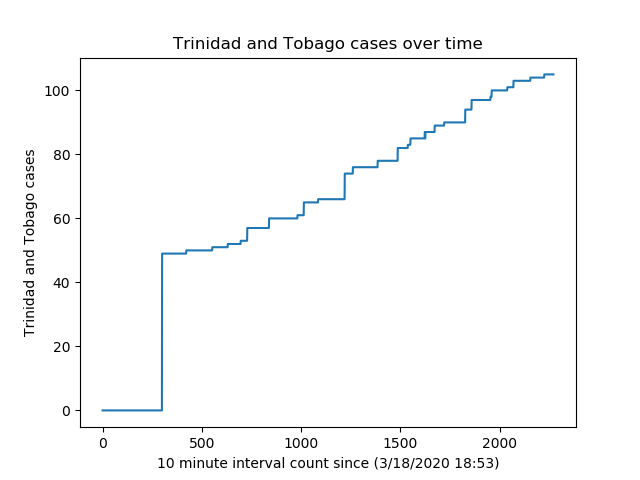 Trinidad and Tobago cases over time
Trinidad and Tobago cases
100
80
60
40
20
0
0 500 1000 1500 2000
10 minute interval count since (3/18/2020 18:53)